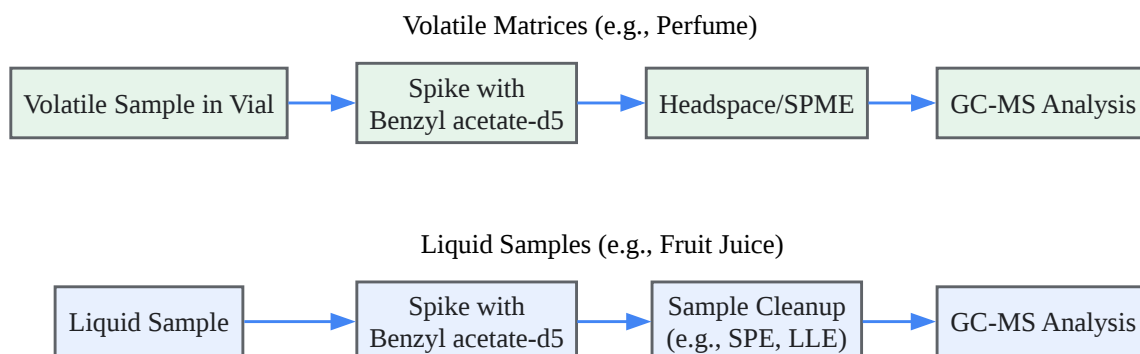 Volatile Matrices (e.g., Perfume)
Volatile Sample in Vial
Spike with
Benzyl acetate-d5
Headspace/SPME
GC-MS Analysis
Liquid Samples (e.g., Fruit Juice)
Liquid Sample
Spike with
Benzyl acetate-d5
Sample Cleanup
(e.g., SPE, LLE)
GC-MS Analysis